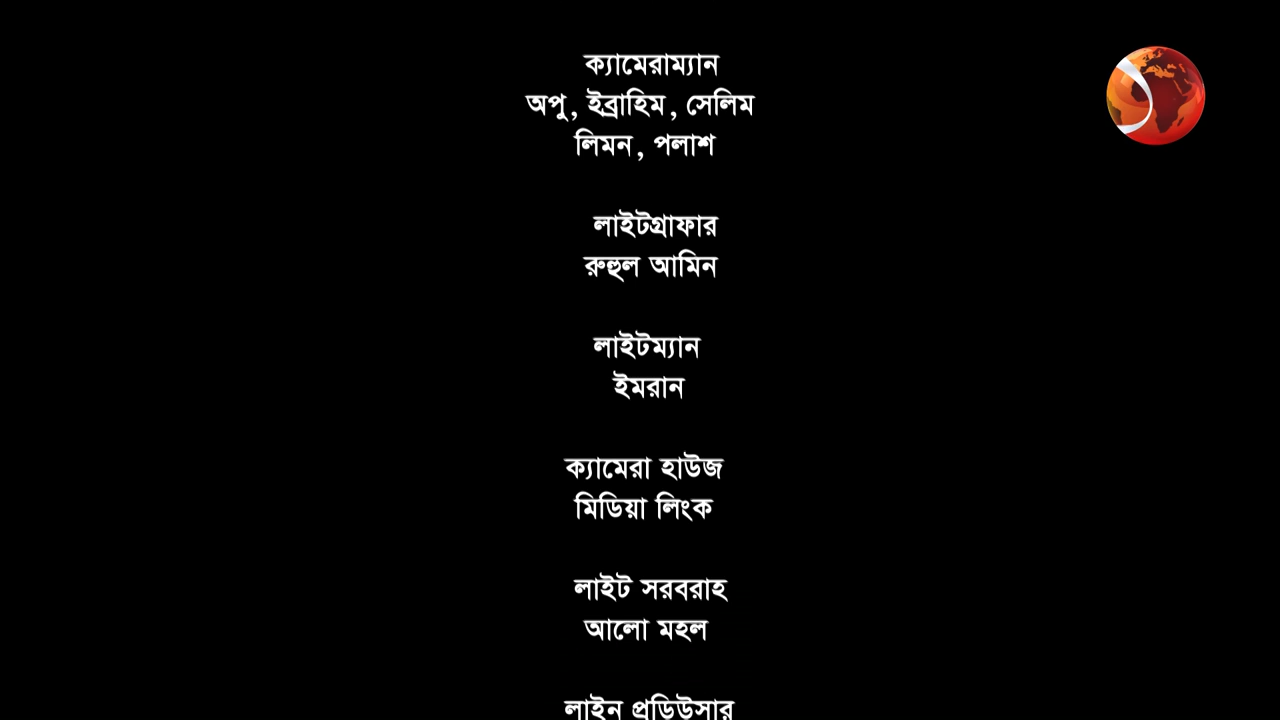 ক্যামেরাম্যান
অপু, ইব্রাহিম, সেলিম
লিমন, পলাশ
লাইটগ্রাফার
রুহুল আমিন
লাইটম্যান
ইমরান
ক্যামেরা হাউজ
মিডিয়া লিংক
লাইট সরবরাহ
আলো মহল
লাইন প্রডিউসার